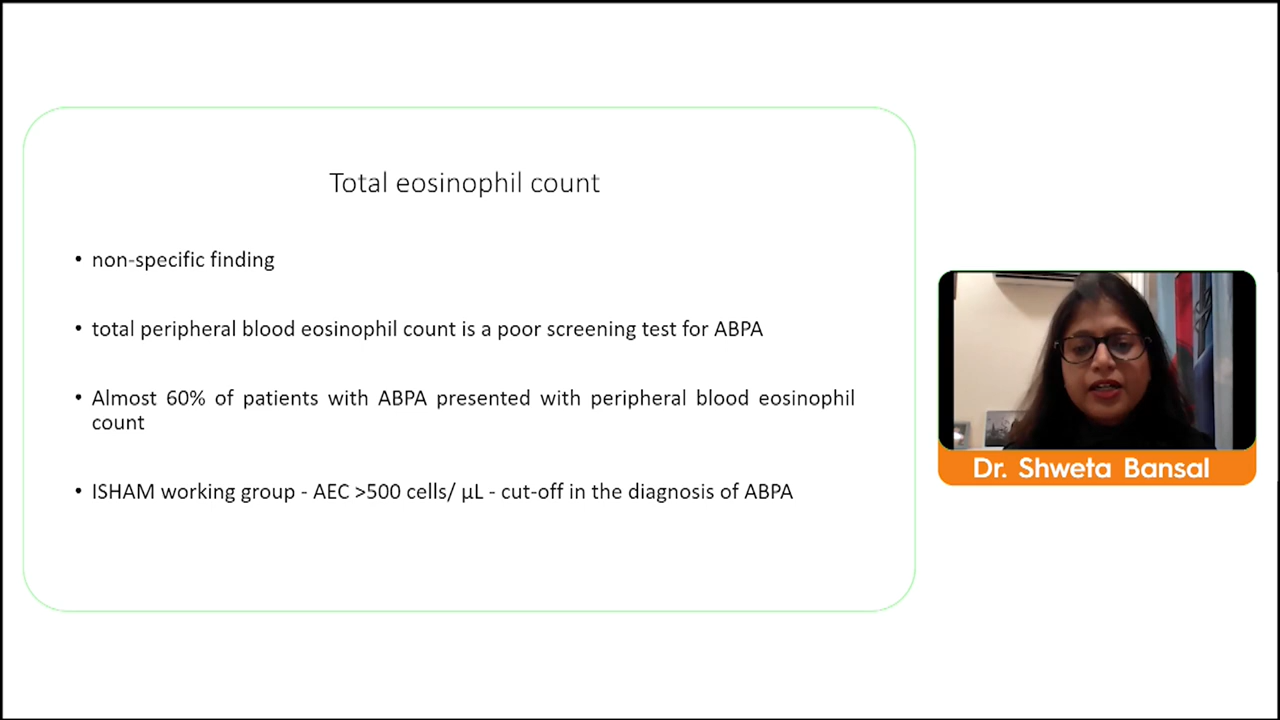 Total eosinophil count
• non-specific finding
• total peripheral blood eosinophil count is a poor screening test for ABPA
• Almost 60% of patients with ABPA presented with peripheral blood eosinophil
count
• ISHAM working group - AEC >500 cells/ µL - cut-off in the diagnosis of ABPA
Dr. Shweta Bansal